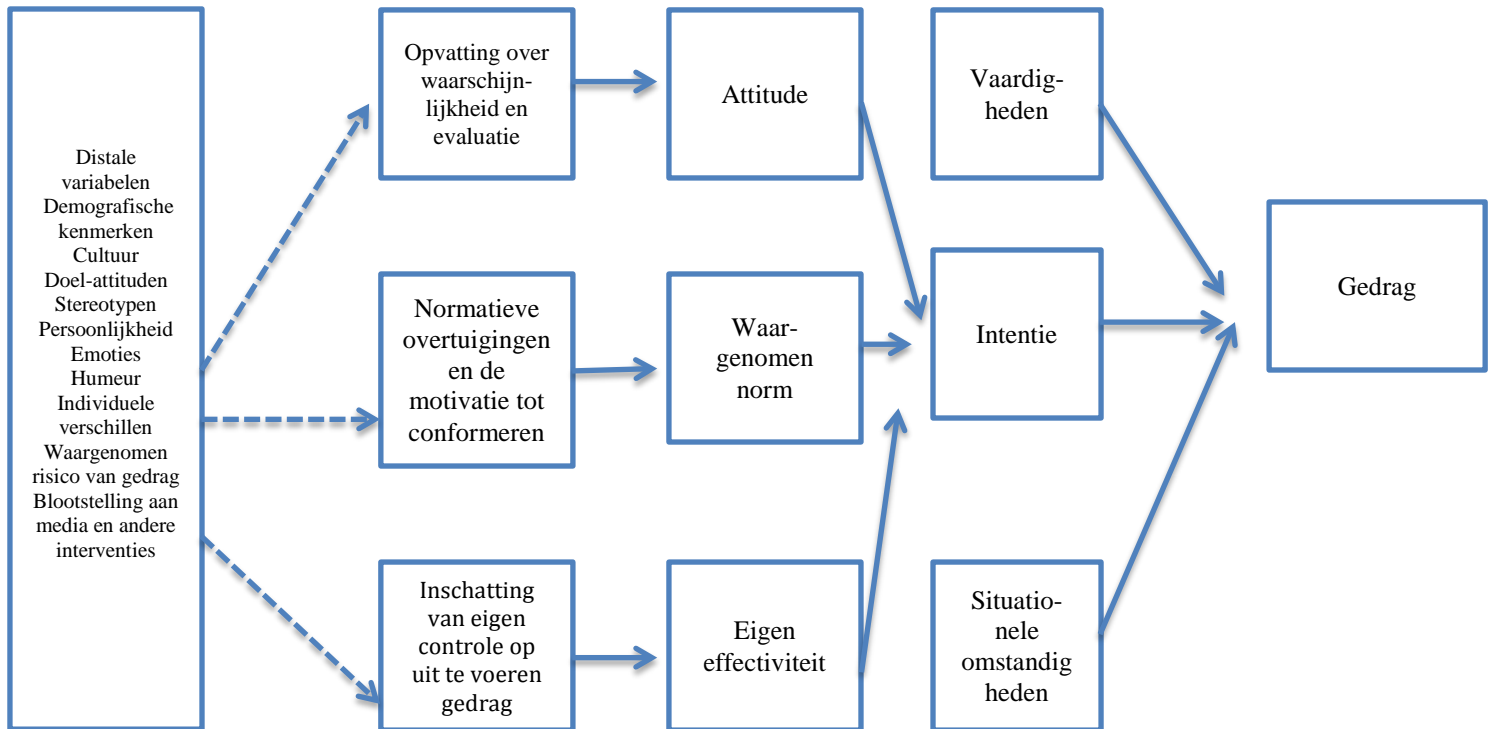 Distale
variabelen
Demografische
kenmerken
Cultuur
Doel-attituden
Stereotypen
Persoonlijkheid
Emoties
Humeur
Individuele
verschillen
Waargenomen
risico van gedrag
Blootstelling aan
media en andere
interventies
Opvatting over
waarschijn-
lijkheid en
evaluatie
Normatieve
overtuigingen
en de
motivatie tot
conformeren
Inschatting
van eigen
controle op
uit te voeren
gedrag
Attitude
Waar-
genomen
norm
Eigen
effectiviteit
Vaardig-
heden
Intentie
Situatio-
nele
omstandig
heden
Gedrag